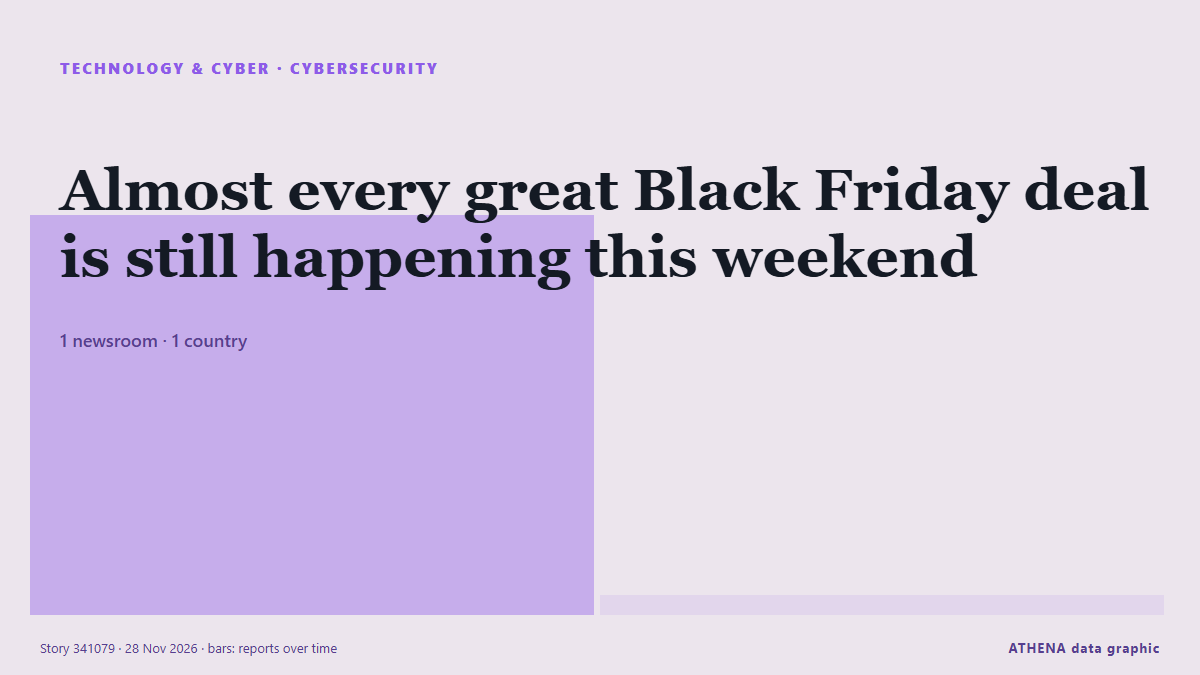 TECHNOLOGY & CYBER · CYBERSECURITY
Almost every great Black Friday deal
is still happening this weekend
1 newsroom · 1 country
Story 341079 · 28 Nov 2026 · bars: reports over time
ATHENA data graphic